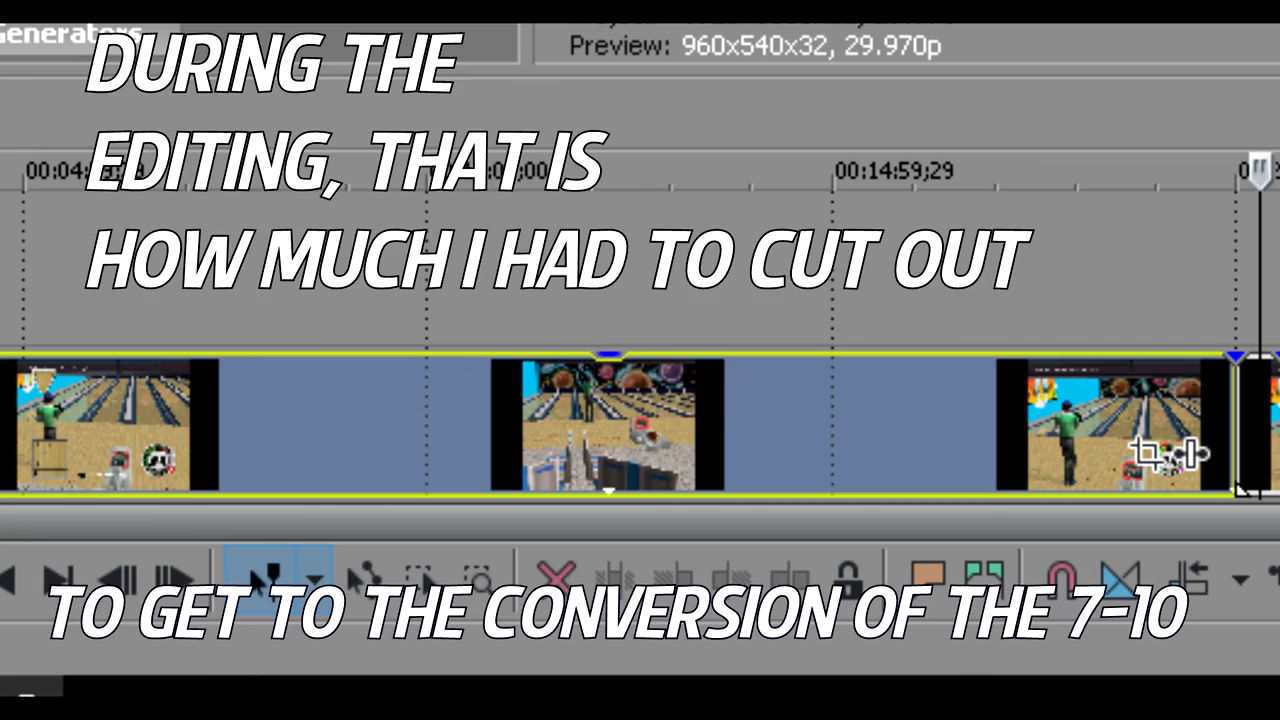 Generators
Preview: 960x540x32, 29.970p
DURING THE
EDITING, THAT IS
00:14:59;29
HOW MUCH I HAD TO CUT OUT
TO GET TO THE CONVERSION OF THE 7-10